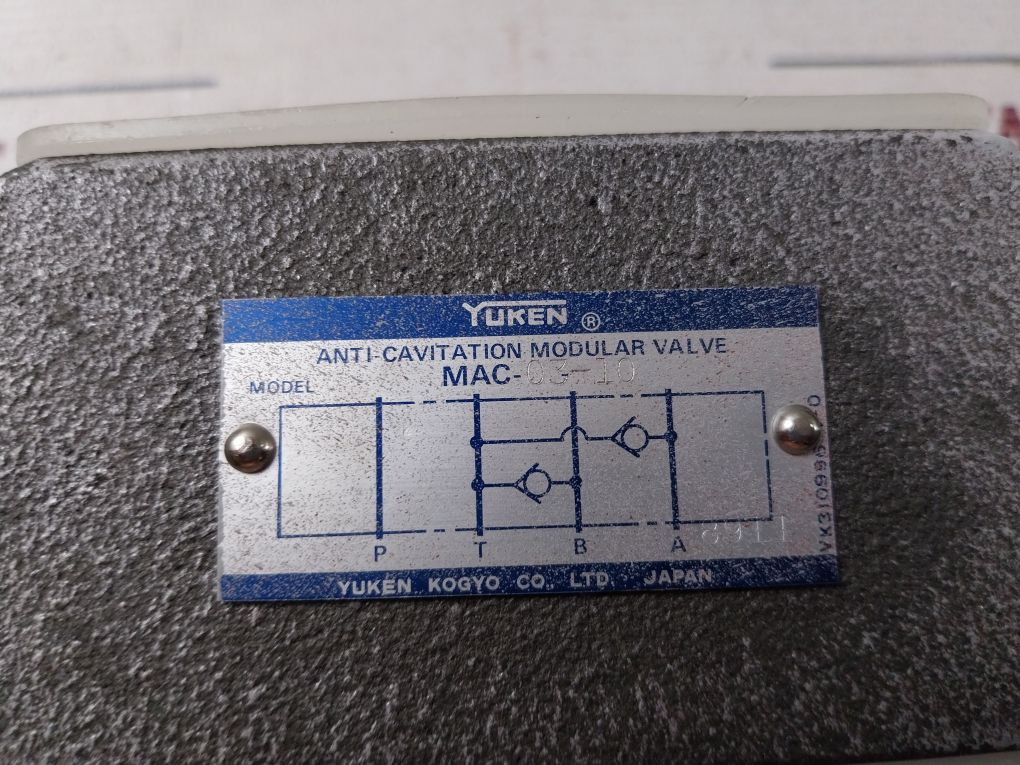 YUKEN ®
ANTI-CAVITATION MODULAR VALVE
MODEL MAC-03-10
P T B A
YUKEN KOGYO CO. LTD. JAPAN